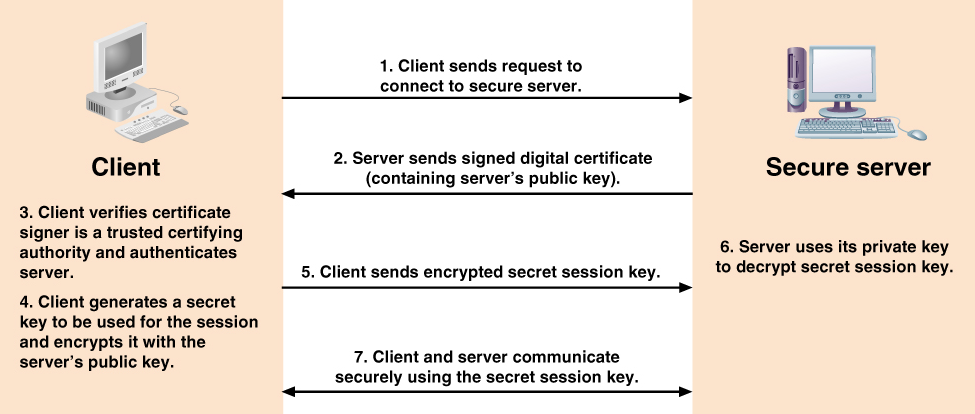 1. Client sends request to
connect to secure server.
2. Server sends signed digital certificate
(containing server's public key).
Client
Secure server
3. Client verifies certificate
signer is a trusted certifying
authority and authenticates
server.
4. Client generates a secret
key to be used for the session
and encrypts it with the
server's public key.
5. Client sends encrypted secret session key.
6. Server uses its private key
to decrypt secret session key.
7. Client and server communicate
securely using the secret session key.